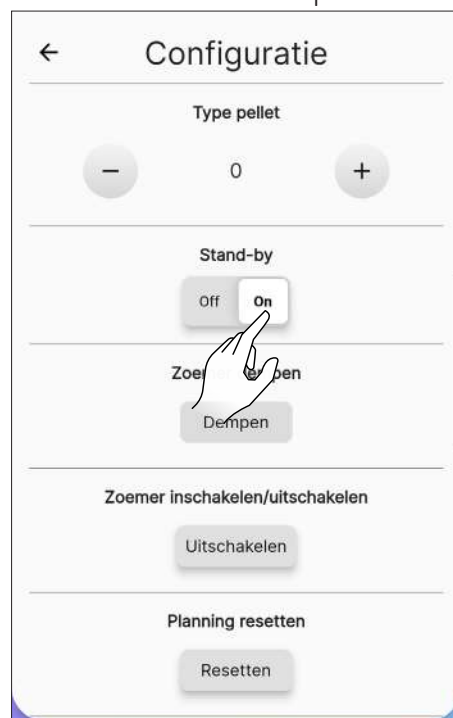 Configuratie
Type pellet
0
Stand-by
Off On
Dempen
Zoemer inschakelen/uitschakelen
Uitschakelen
Planning resetten
Resetten